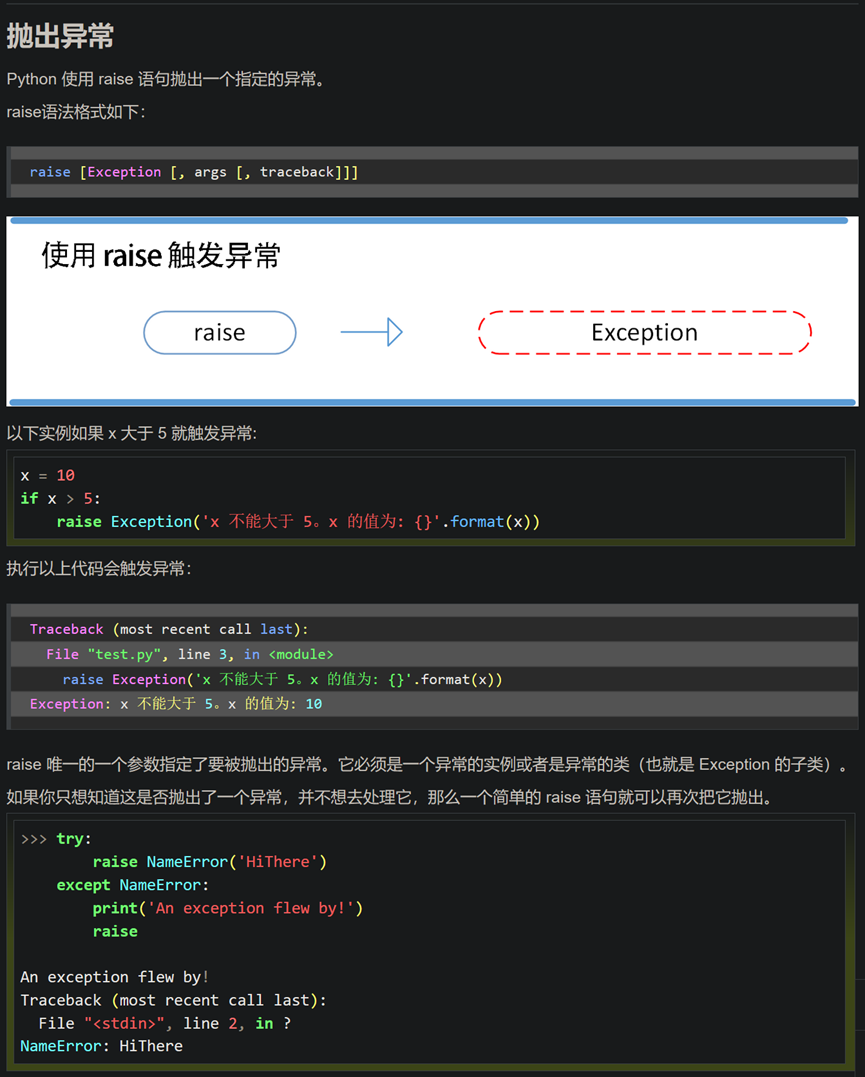 抛出异常
Python 使用 raise 语句抛出一个指定的异常。
raise语法格式如下：
raise [Exception [, args [, traceback]]]
使用 raise 触发异常
raise
Exception
以下实例如果 x 大于 5 就触发异常:
x = 10
if x > 5:
    raise Exception('x 不能大于 5。x 的值为: {}'.format(x))
执行以上代码会触发异常：
Traceback (most recent call last):
  File "test.py", line 3, in <module>
    raise Exception('x 不能大于 5。x 的值为: {}'.format(x))
Exception: x 不能大于 5。x 的值为: 10
raise 唯一的一个参数指定了要被抛出的异常。它必须是一个异常的实例或者是异常的类（也就是 Exception 的子类）。
如果你只想知道这是否抛出了一个异常，并不想去处理它，那么一个简单的 raise 语句就可以再次把它抛出。
>>> try:
        raise NameError('HiThere')
    except NameError:
        print('An exception flew by!')
        raise
An exception flew by!
Traceback (most recent call last):
  File "<stdin>", line 2, in ?
NameError: HiThere